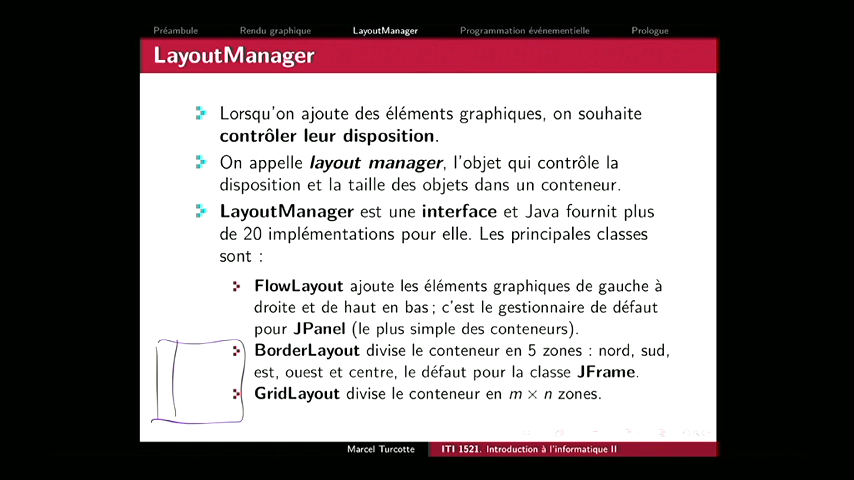 Préambule Rendu graphique LayoutManager Programmation événementielle Prologue
LayoutManager
Lorsqu'on ajoute des éléments graphiques, on souhaite
contrôler leur disposition.
On appelle layout manager, l'objet qui contrôle la
disposition et la taille des objets dans un conteneur.
LayoutManager est une interface et Java fournit plus
de 20 implémentations pour elle. Les principales classes
sont :
FlowLayout ajoute les éléments graphiques de gauche à
droite et de haut en bas ; c'est le gestionnaire de défaut
pour JPanel (le plus simple des conteneurs).
BorderLayout divise le conteneur en 5 zones : nord, sud,
est, ouest et centre, le défaut pour la classe JFrame.
GridLayout divise le conteneur en m × n zones.
Marcel Turcotte ITI 1521. Introduction à l'informatique II